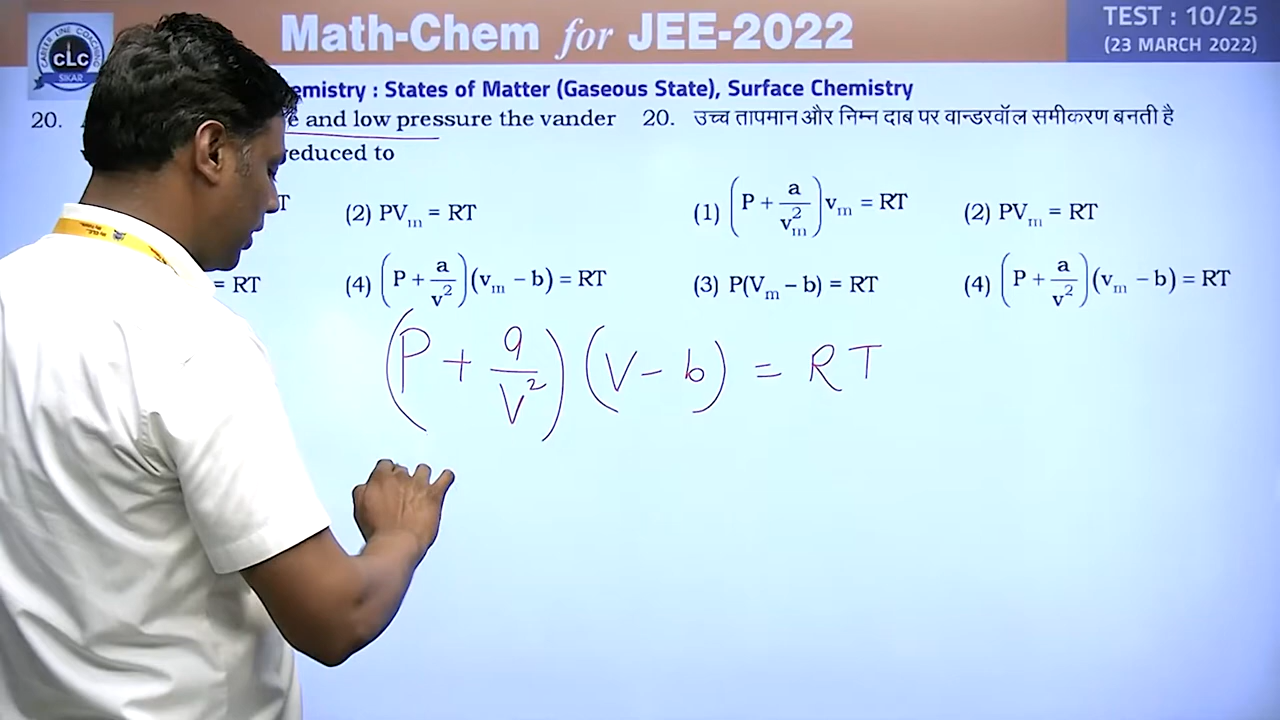 Math-Chem for JEE-2022
TEST : 10/25
(23 MARCH 2022)
CAREER LINE COACHING
CLC
SIKAR
: States of Matter (Gaseous State), Surface Chemistry
20. and low pressure the vander
reduced to
(2) PVₘ = RT
= RT
(4) (P + a/v²)(vₘ − b) = RT
20. उच्च तापमान और निम्न दाब पर वान्डरवॉल समीकरण बनती है
(1) (P + a/vₘ²)vₘ = RT
(2) PVₘ = RT
(3) P(Vₘ − b) = RT
(4) (P + a/v²)(vₘ − b) = RT
(P + a/V²)(V − b) = RT